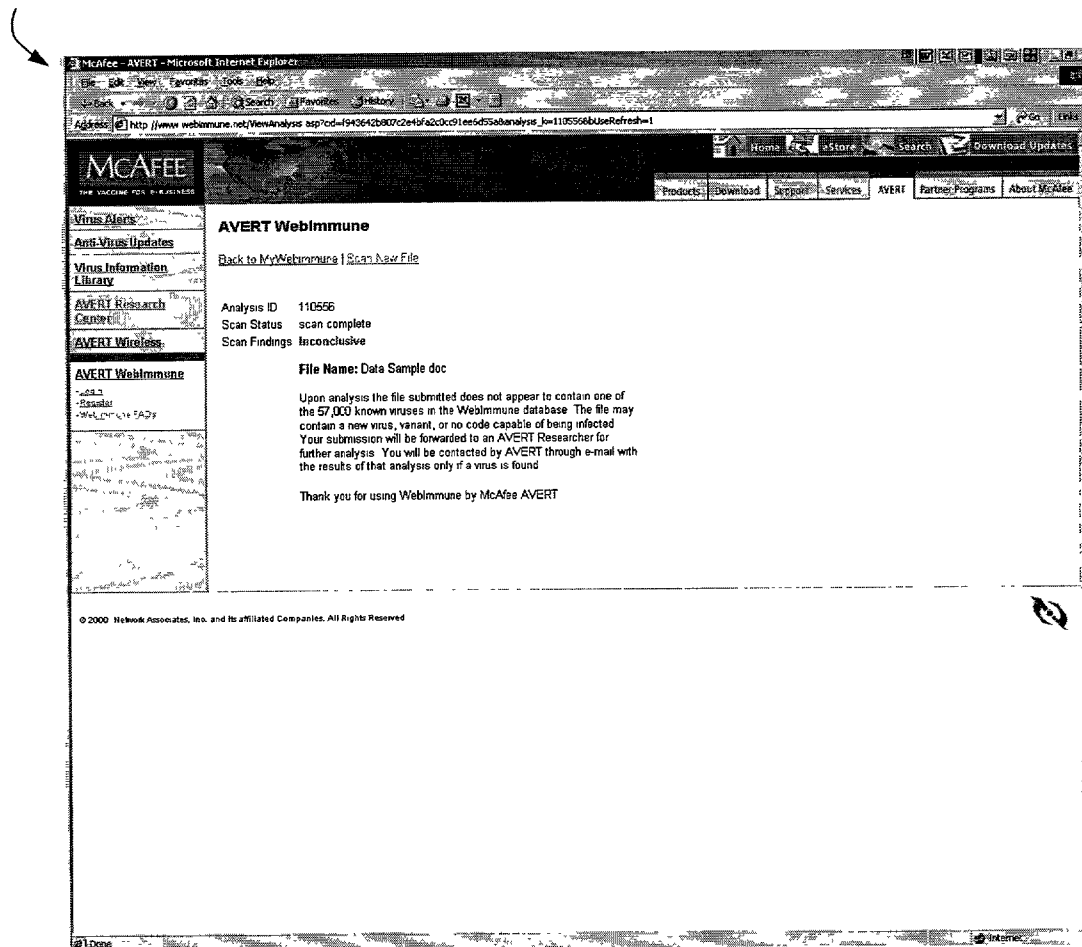 McAfee - AVERT - Microsoft Internet Explorer
File Edit View Favorites Tools Help
Back Search Favorites History
Address http //www webimmune.net/ViewAnalysis asp?
Go Links
McAFEE
THE VACCINE FOR E-BUSINESS
Home eStore Search Download Updates
Products Download Support Services AVERT Partner Programs About McAfee
Virus Alerts
Anti-Virus Updates
Virus Information
Library
AVERT Research
Center
AVERT Wireless
AVERT WebImmune
-Login
-Register
-WebImmune FAQs
AVERT WebImmune
Back to MyWebImmune | Scan New File
Analysis ID 110556
Scan Status scan complete
Scan Findings Inconclusive
File Name: Data Sample doc
Upon analysis the file submitted does not appear to contain one of
the 57,000 known viruses in the WebImmune database The file may
contain a new virus, variant, or no code capable of being infected
Your submission will be forwarded to an AVERT Researcher for
further analysis You will be contacted by AVERT through e-mail with
the results of that analysis only if a virus is found
Thank you for using WebImmune by McAfee AVERT
© 2000 Network Associates, Inc. and its affiliated Companies. All Rights Reserved
Done
Internet